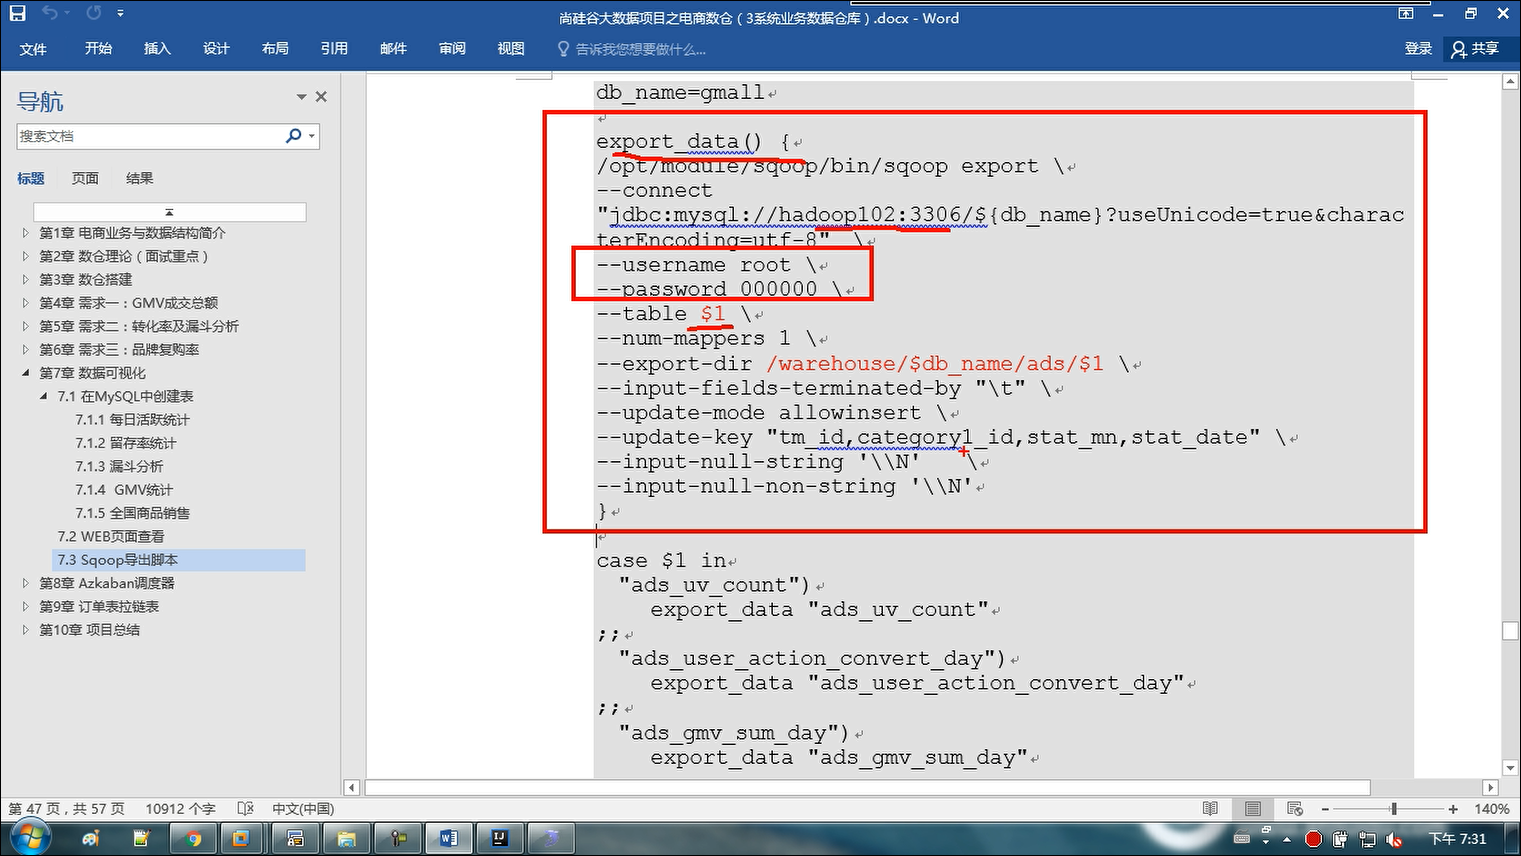 尚硅谷大数据项目之电商数仓（3系统业务数据仓库）.docx - Word
文件 开始 插入 设计 布局 引用 邮件 审阅 视图 告诉我您想要做什么... 登录 共享
导航
搜索文档
标题 页面 结果
第1章 电商业务与数据结构简介
第2章 数仓理论（面试重点）
第3章 数仓搭建
第4章 需求一：GMV成交总额
第5章 需求二：转化率及漏斗分析
第6章 需求三：品牌复购率
第7章 数据可视化
7.1 在MySQL中创建表
7.1.1 每日活跃统计
7.1.2 留存率统计
7.1.3 漏斗分析
7.1.4 GMV统计
7.1.5 全国商品销售
7.2 WEB页面查看
7.3 Sqoop导出脚本
第8章 Azkaban调度器
第9章 订单表拉链表
第10章 项目总结
db_name=gmall
export_data() {
/opt/module/sqoop/bin/sqoop export \
--connect
"jdbc:mysql://hadoop102:3306/${db_name}?useUnicode=true&charac
terEncoding=utf-8" \
--username root \
--password 000000 \
--table $1 \
--num-mappers 1 \
--export-dir /warehouse/$db_name/ads/$1 \
--input-fields-terminated-by "\t" \
--update-mode allowinsert \
--update-key "tm_id,category1_id,stat_mn,stat_date" \
--input-null-string '\\N' \
--input-null-non-string '\\N'
}
case $1 in
"ads_uv_count")
export_data "ads_uv_count"
;;
"ads_user_action_convert_day")
export_data "ads_user_action_convert_day"
;;
"ads_gmv_sum_day")
export_data "ads_gmv_sum_day"
第 47 页，共 57 页 10912 个字 中文(中国) 140%
下午 7:31